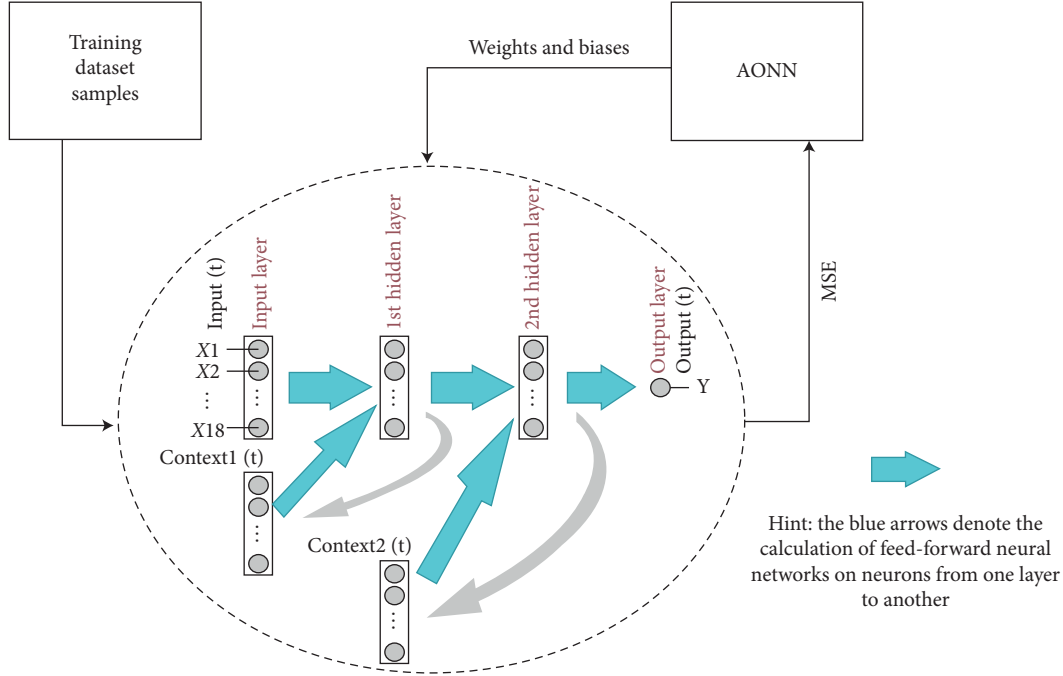 Training
dataset
samples
Weights and biases
AONN
MSE
Input (t)
Input layer
1st hidden layer
2nd hidden layer
Output layer
Output (t)
X1
X2
...
X18
Y
Context1 (t)
Context2 (t)
Hint: the blue arrows denote the
calculation of feed-forward neural
networks on neurons from one layer
to another